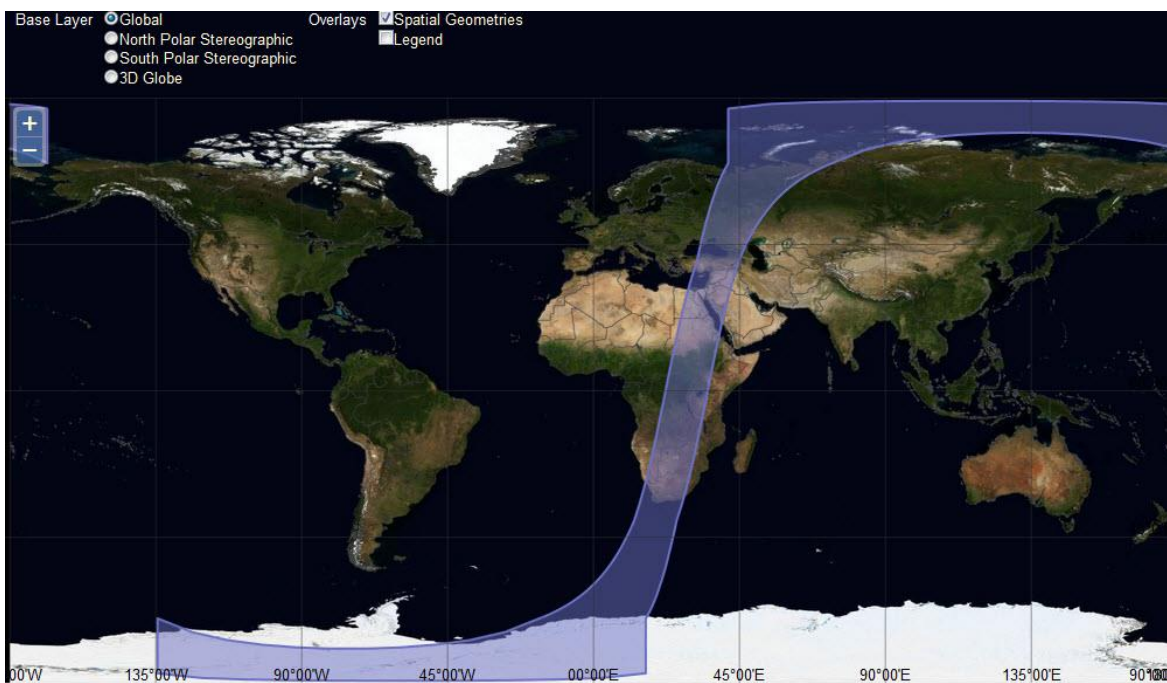 Base Layer Global Overlays Spatial Geometries
North Polar Stereographic Legend
South Polar Stereographic
3D Globe
+
−
00°W 135°00'W 90°00'W 45°00'W 00°00'E 45°00'E 90°00'E 135°00'E